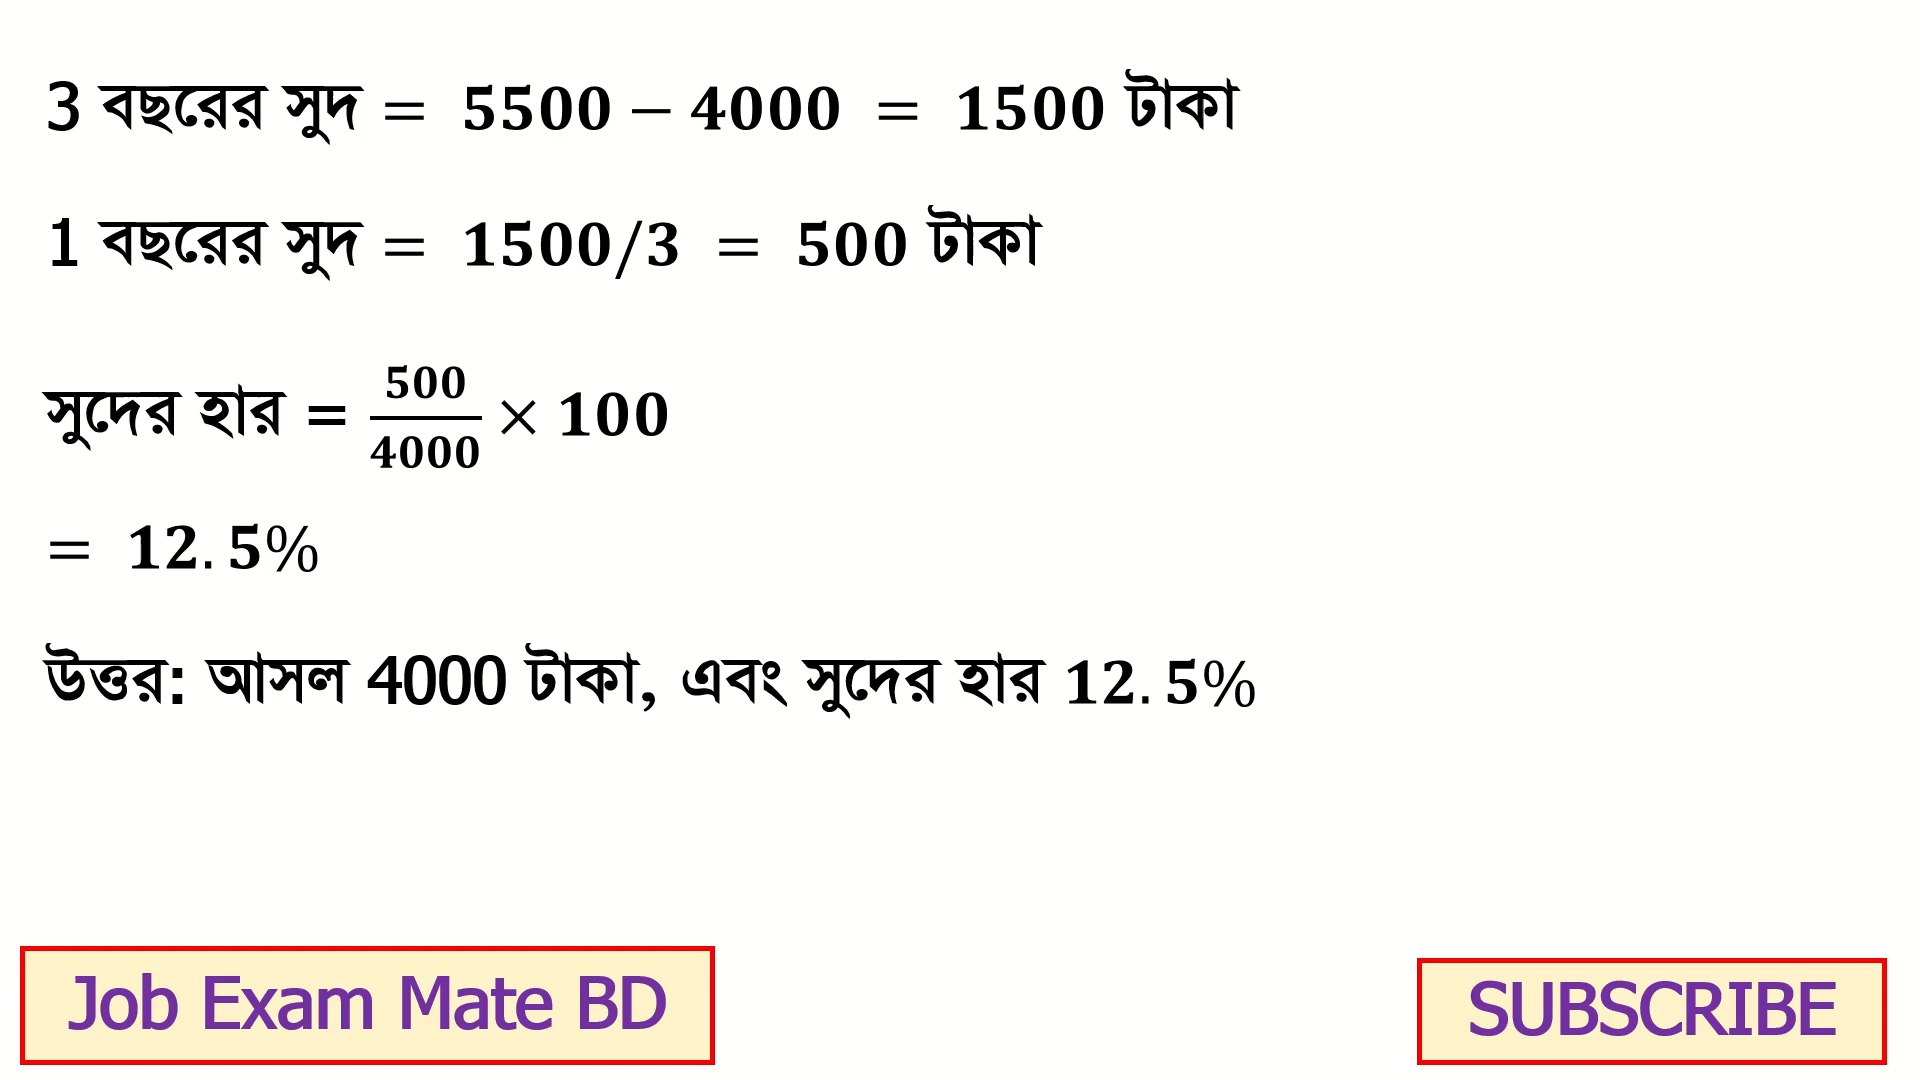 3 বছরের সুদ = 5500 − 4000 = 1500 টাকা
1 বছরের সুদ = 1500/3 = 500 টাকা
সুদের হার = 500/4000 × 100
= 12.5%
উত্তর: আসল 4000 টাকা, এবং সুদের হার 12.5%
Job Exam Mate BD
SUBSCRIBE